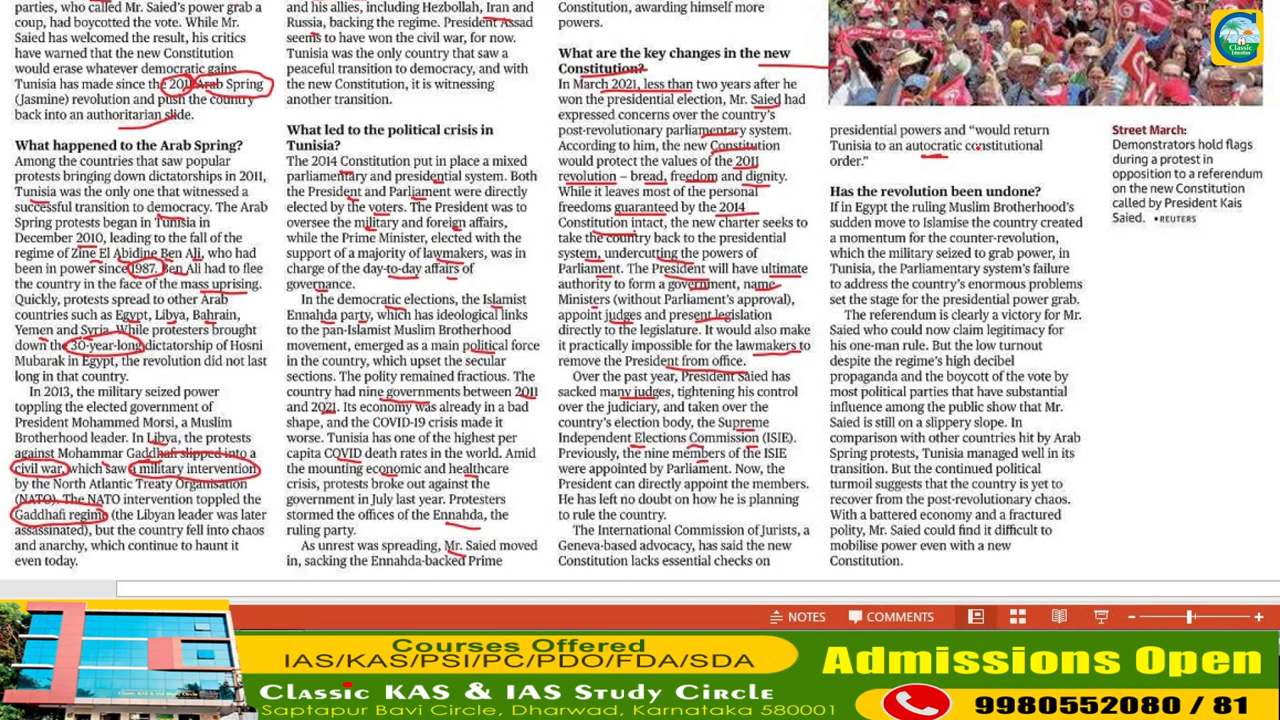 parties, who called Mr. Saied's power grab a
coup, had boycotted the vote. While Mr.
Saied has welcomed the result, his critics
have warned that the new Constitution
would erase whatever democratic gains
Tunisia has made since the 2011 Arab Spring
(Jasmine) revolution and push the country
back into an authoritarian slide.
What happened to the Arab Spring?
Among the countries that saw popular
protests bringing down dictatorships in 2011,
Tunisia was the only one that witnessed a
successful transition to democracy. The Arab
Spring protests began in Tunisia in
December 2010, leading to the fall of the
regime of Zine El Abidine Ben Ali, who had
been in power since 1987. Ben Ali had to flee
the country in the face of the mass uprising.
Quickly, protests spread to other Arab
countries such as Egypt, Libya, Bahrain,
Yemen and Syria. While protesters brought
down the 30-year-long dictatorship of Hosni
Mubarak in Egypt, the revolution did not last
long in that country.
In 2013, the military seized power
toppling the elected government of
President Mohammed Morsi, a Muslim
Brotherhood leader. In Libya, the protests
against Mohammar Gaddhafi slipped into a
civil war, which saw a military intervention
by the North Atlantic Treaty Organisation
(NATO). The NATO intervention toppled the
Gaddhafi regime (the Libyan leader was later
assassinated), but the country fell into chaos
and anarchy, which continue to haunt it
even today.
and his allies, including Hezbollah, Iran and
Russia, backing the regime. President Assad
seems to have won the civil war, for now.
Tunisia was the only country that saw a
peaceful transition to democracy, and with
the new Constitution, it is witnessing
another transition.
What led to the political crisis in
Tunisia?
The 2014 Constitution put in place a mixed
parliamentary and presidential system. Both
the President and Parliament were directly
elected by the voters. The President was to
oversee the military and foreign affairs,
while the Prime Minister, elected with the
support of a majority of lawmakers, was in
charge of the day-to-day affairs of
governance.
In the democratic elections, the Islamist
Ennahda party, which has ideological links
to the pan-Islamist Muslim Brotherhood
movement, emerged as a main political force
in the country, which upset the secular
sections. The polity remained fractious. The
country had nine governments between 2011
and 2021. Its economy was already in a bad
shape, and the COVID-19 crisis made it
worse. Tunisia has one of the highest per
capita COVID death rates in the world. Amid
the mounting economic and healthcare
crisis, protests broke out against the
government in July last year. Protesters
stormed the offices of the Ennahda, the
ruling party.
As unrest was spreading, Mr. Saied moved
in, sacking the Ennahda-backed Prime
Constitution, awarding himself more
powers.
What are the key changes in the new
Constitution?
In March 2021, less than two years after he
won the presidential election, Mr. Saied had
expressed concerns over the country's
post-revolutionary parliamentary system.
According to him, the new Constitution
would protect the values of the 2011
revolution – bread, freedom and dignity.
While it leaves most of the personal
freedoms guaranteed by the 2014
Constitution intact, the new charter seeks to
take the country back to the presidential
system, undercutting the powers of
Parliament. The President will have ultimate
authority to form a government, name
Ministers (without Parliament's approval),
appoint judges and present legislation
directly to the legislature. It would also make
it practically impossible for the lawmakers to
remove the President from office.
Over the past year, President Saied has
sacked many judges, tightening his control
over the judiciary, and taken over the
country's election body, the Supreme
Independent Elections Commission (ISIE).
Previously, the nine members of the ISIE
were appointed by Parliament. Now, the
President can directly appoint the members.
He has left no doubt on how he is planning
to rule the country.
The International Commission of Jurists, a
Geneva-based advocacy, has said the new
Constitution lacks essential checks on
presidential powers and “would return
Tunisia to an autocratic constitutional
order.”
Has the revolution been undone?
If in Egypt the ruling Muslim Brotherhood's
sudden move to Islamise the country created
a momentum for the counter-revolution,
which the military seized to grab power, in
Tunisia, the Parliamentary system's failure
to address the country's enormous problems
set the stage for the presidential power grab.
The referendum is clearly a victory for Mr.
Saied who could now claim legitimacy for
his one-man rule. But the low turnout
despite the regime's high decibel
propaganda and the boycott of the vote by
most political parties that have substantial
influence among the public show that Mr.
Saied is still on a slippery slope. In
comparison with other countries hit by Arab
Spring protests, Tunisia managed well in its
transition. But the continued political
turmoil suggests that the country is yet to
recover from the post-revolutionary chaos.
With a battered economy and a fractured
polity, Mr. Saied could find it difficult to
mobilise power even with a new
Constitution.
Street March:
Demonstrators hold flags
during a protest in
opposition to a referendum
on the new Constitution
called by President Kais
Saied. • REUTERS
Classic
Education
NOTES COMMENTS
Courses Offered
IAS/KAS/PSI/PC/PDO/FDA/SDA
Classic KAS & IAS Study Circle
Saptapur Bavi Circle, Dharwad, Karnataka 580001
Admissions Open
9980552080 / 81